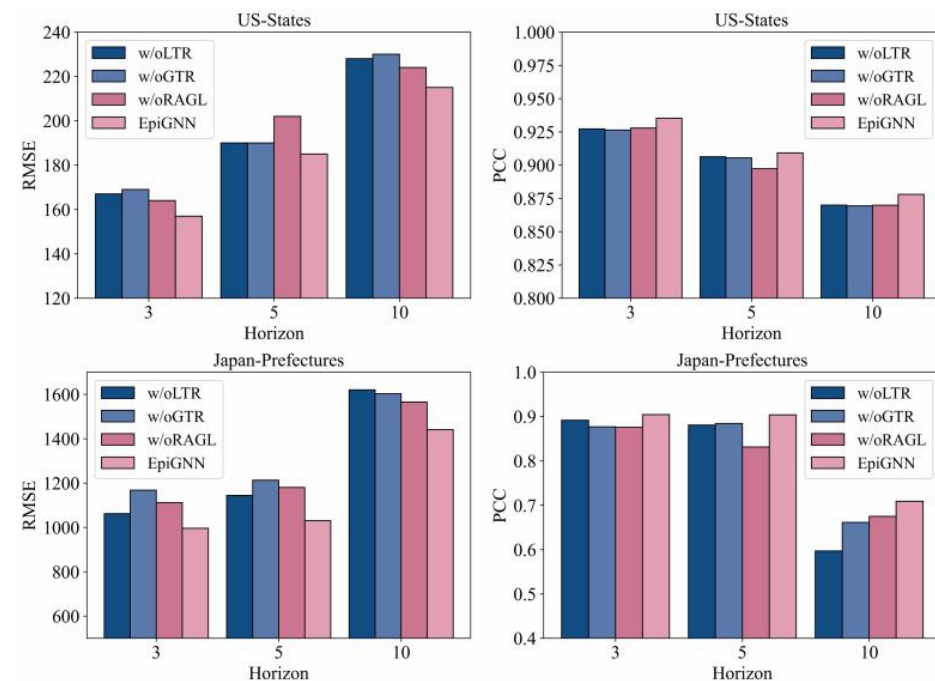 US-States
240
220
200
180
160
140
120
RMSE
w/oLTR
w/oGTR
w/oRAGL
EpiGNN
3 5 10
Horizon
US-States
1.000
0.975
0.950
0.925
0.900
0.875
0.850
0.825
0.800
PCC
w/oLTR
w/oGTR
w/oRAGL
EpiGNN
3 5 10
Horizon
Japan-Prefectures
1600
1400
1200
1000
800
600
RMSE
w/oLTR
w/oGTR
w/oRAGL
EpiGNN
3 5 10
Horizon
Japan-Prefectures
1.0
0.9
0.8
0.7
0.6
0.5
0.4
PCC
w/oLTR
w/oGTR
w/oRAGL
EpiGNN
3 5 10
Horizon